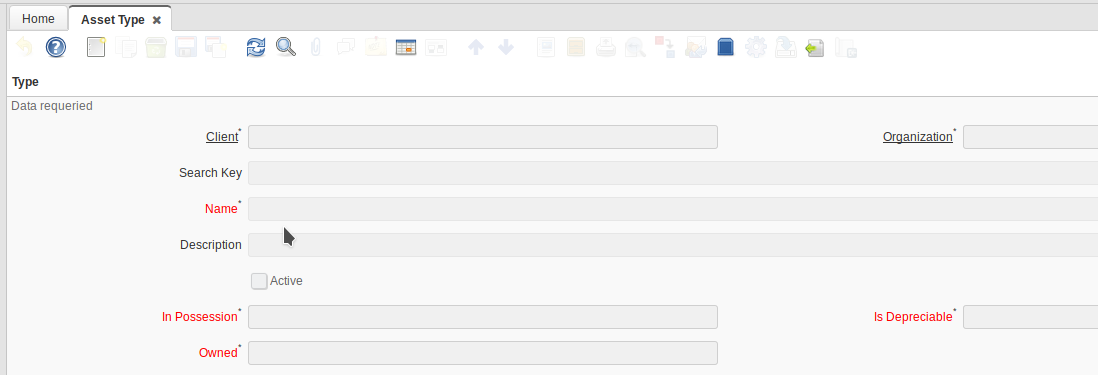 Home Asset Type
Type
Data requeried
Client* Organization*
Search Key
Name*
Description
Active
In Possession* Is Depreciable*
Owned*